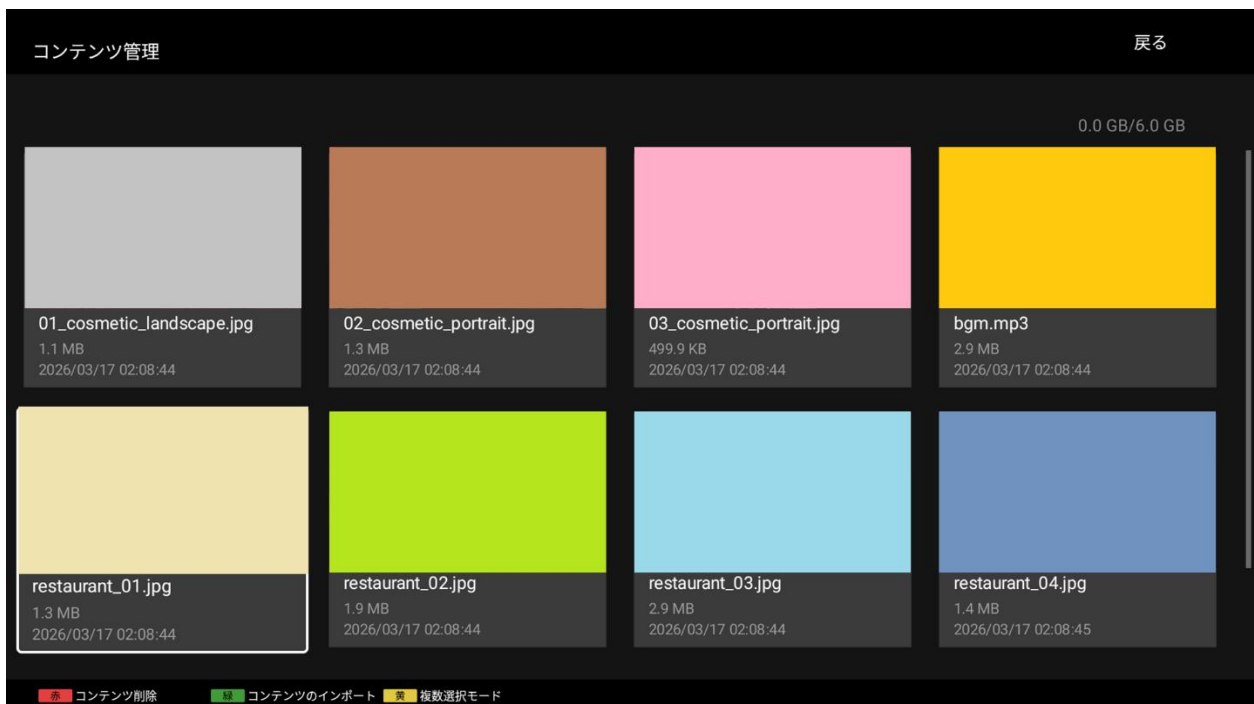 コンテンツ管理
戻る
0.0 GB/6.0 GB
01_cosmetic_landscape.jpg
1.1 MB
2026/03/17 02:08:44
02_cosmetic_portrait.jpg
1.3 MB
2026/03/17 02:08:44
03_cosmetic_portrait.jpg
499.9 KB
2026/03/17 02:08:44
bgm.mp3
2.9 MB
2026/03/17 02:08:44
restaurant_01.jpg
1.3 MB
2026/03/17 02:08:44
restaurant_02.jpg
1.9 MB
2026/03/17 02:08:44
restaurant_03.jpg
2.9 MB
2026/03/17 02:08:44
restaurant_04.jpg
1.4 MB
2026/03/17 02:08:45
赤 コンテンツ削除 緑 コンテンツのインポート 黄 複数選択モード